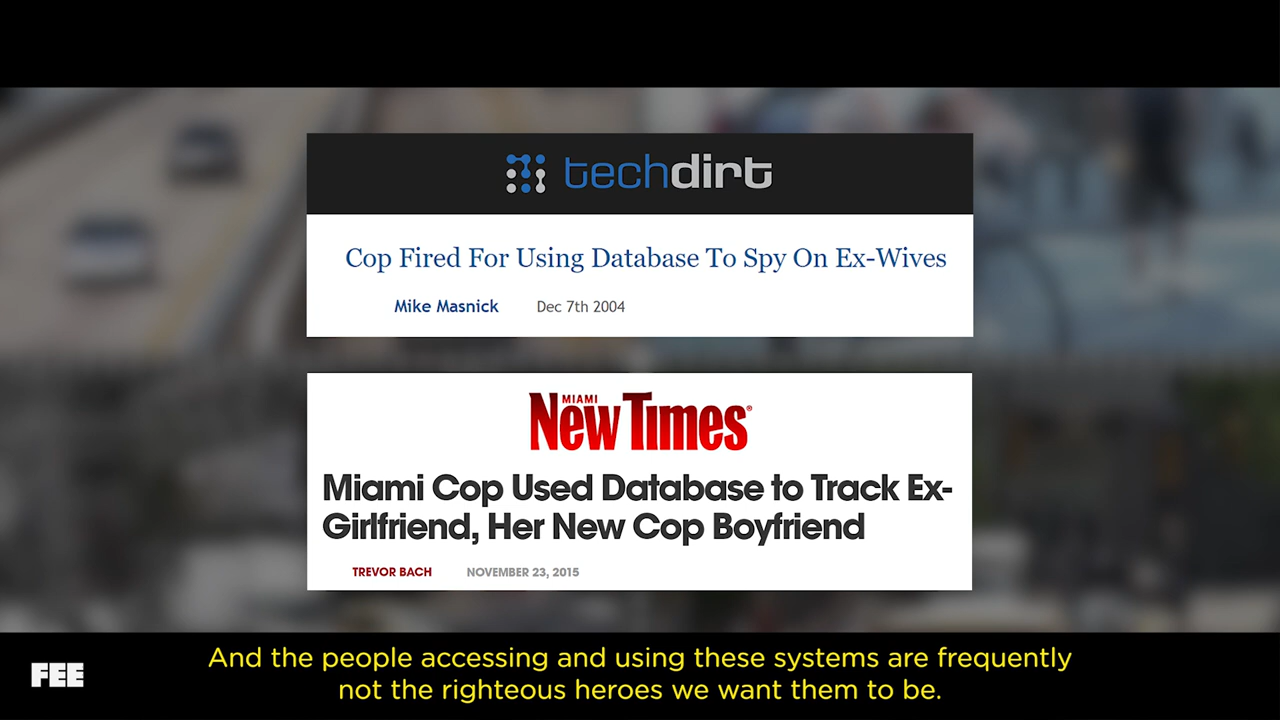 techdirt
Cop Fired For Using Database To Spy On Ex-Wives
Mike Masnick Dec 7th 2004
MIAMI
New Times®
Miami Cop Used Database to Track Ex-
Girlfriend, Her New Cop Boyfriend
TREVOR BACH NOVEMBER 23, 2015
And the people accessing and using these systems are frequently
not the righteous heroes we want them to be.
FEE